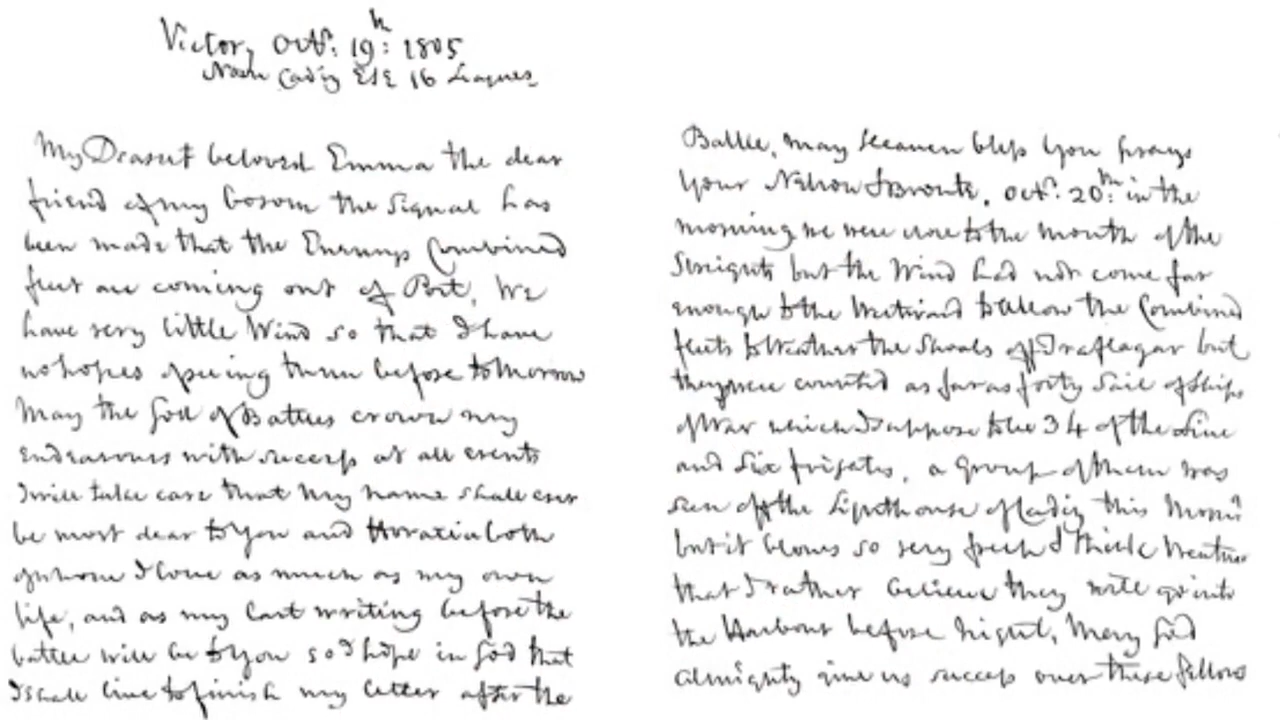 Victory, Octr. 19th: 1805
Noon Cadiz ESE 16 Leagues
My Dearest beloved Emma the dear
friend of my bosom the Signal has
been made that the Enemys Combined
fleet are coming out of Port, We
have very little Wind so that I have
no hopes of seeing them before tomorrow
May the God of Battles crown my
Endeavours with success at all events
I will take care that my name shall ever
be most dear to You and Horatia both
of whom I love as much as my own
life, and as my last writing before the
battle will be to You so I hope in God that
I shall live to finish my letter after the
Battle, may Heaven bless You prays
Your Nelson & Bronte. Octr. 20th: in the
morning we were close to the mouth of the
Streights but the Wind had not come far
enough to the Westward to allow the Combined
fleets to Weather the Shoals off Traflagar but
they were counted as far as forty Sail of Ships
of War which I suppose to be 34 of the Line
and Six frigates, a Group of them was
seen off the Lighthouse of Cadiz this Morng
but it blows so very fresh & thick Weather
that I rather believe they will go into
the Harbour before night, May God
Almighty give us success over these fellows